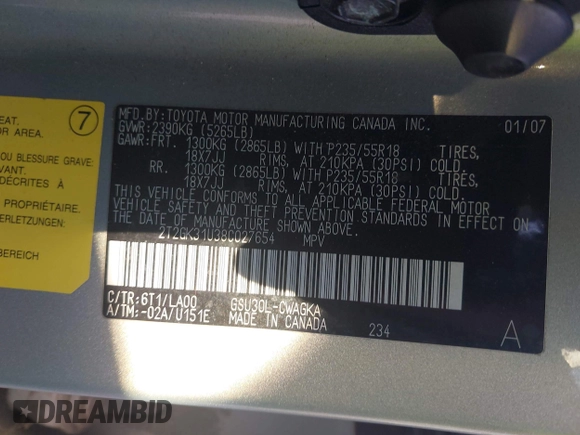 7
EAT.
OR AREA.
OU BLESSURE GRAVE:
VANT.
DÉCRITES À
PROPRIÉTAIRE.
ERLETZUNGEN:
BEREICH
MFD.BY:TOYOTA MOTOR MANUFACTURING CANADA INC. 01/07
GVWR:2390KG (5265LB)
GAWR:FRT. 1300KG (2865LB) WITH P235/55R18 TIRES,
18X7JJ RIMS, AT 210KPA (30PSI) COLD
RR. 1300KG (2865LB) WITH P235/55R18 TIRES,
18X7JJ RIMS, AT 210KPA (30PSI) COLD
THIS VEHICLE CONFORMS TO ALL APPLICABLE FEDERAL MOTOR
VEHICLE SAFETY AND THEFT PREVENTION STANDARDS IN EFFECT ON
THE DATE OF MANUFACTURE SHOWN ABOVE.
2T2GK31U38C027654 MPV
C/TR:6T1/LA00 GSU30L-CWAGKA
A/TM:-02A/U151E MADE IN CANADA 234 A
DREAMBID